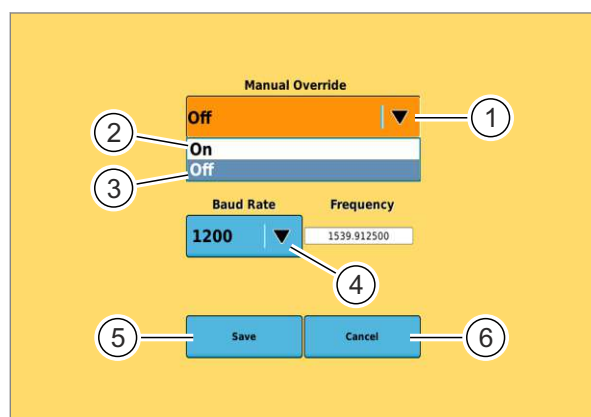 Manual Override
Off
1
2
On
3
Off
Baud Rate Frequency
1200 1539.912500
4
5 Save Cancel 6